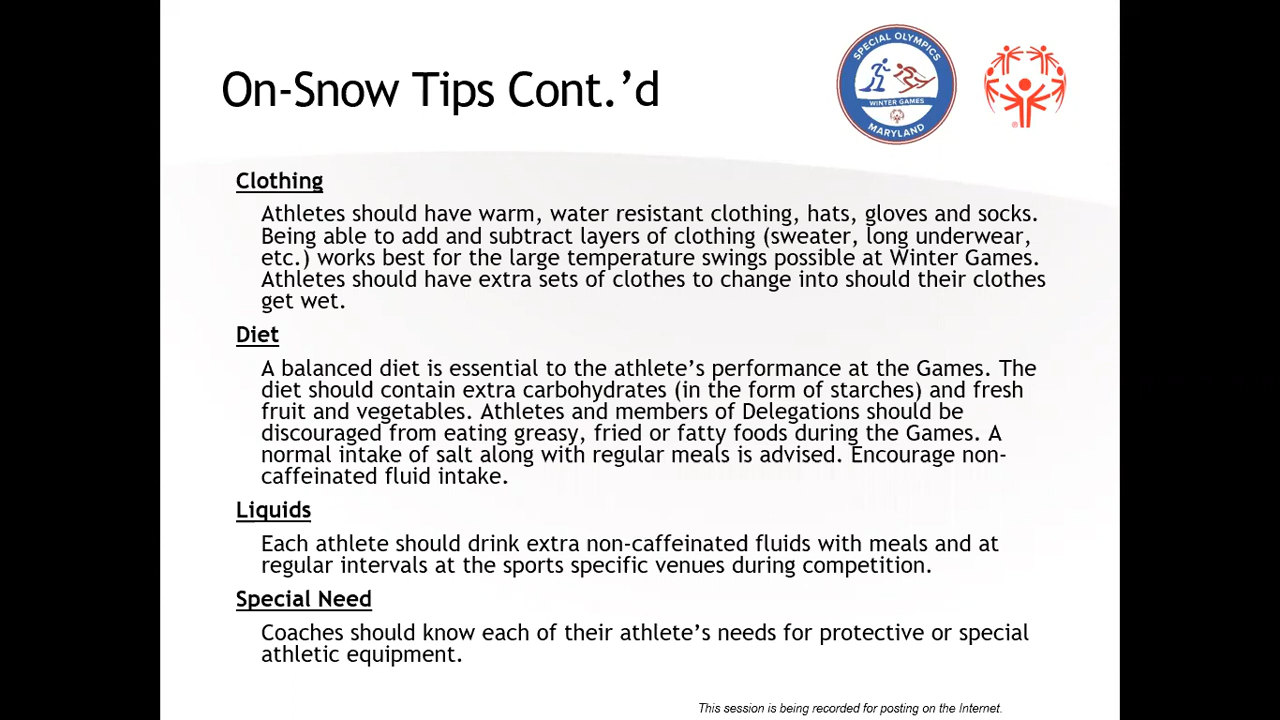 On-Snow Tips Cont.’d
SPECIAL OLYMPICS
WINTER GAMES
MARYLAND
®
Clothing
Athletes should have warm, water resistant clothing, hats, gloves and socks.
Being able to add and subtract layers of clothing (sweater, long underwear,
etc.) works best for the large temperature swings possible at Winter Games.
Athletes should have extra sets of clothes to change into should their clothes
get wet.
Diet
A balanced diet is essential to the athlete’s performance at the Games. The
diet should contain extra carbohydrates (in the form of starches) and fresh
fruit and vegetables. Athletes and members of Delegations should be
discouraged from eating greasy, fried or fatty foods during the Games. A
normal intake of salt along with regular meals is advised. Encourage non-
caffeinated fluid intake.
Liquids
Each athlete should drink extra non-caffeinated fluids with meals and at
regular intervals at the sports specific venues during competition.
Special Need
Coaches should know each of their athlete’s needs for protective or special
athletic equipment.
This session is being recorded for posting on the Internet.